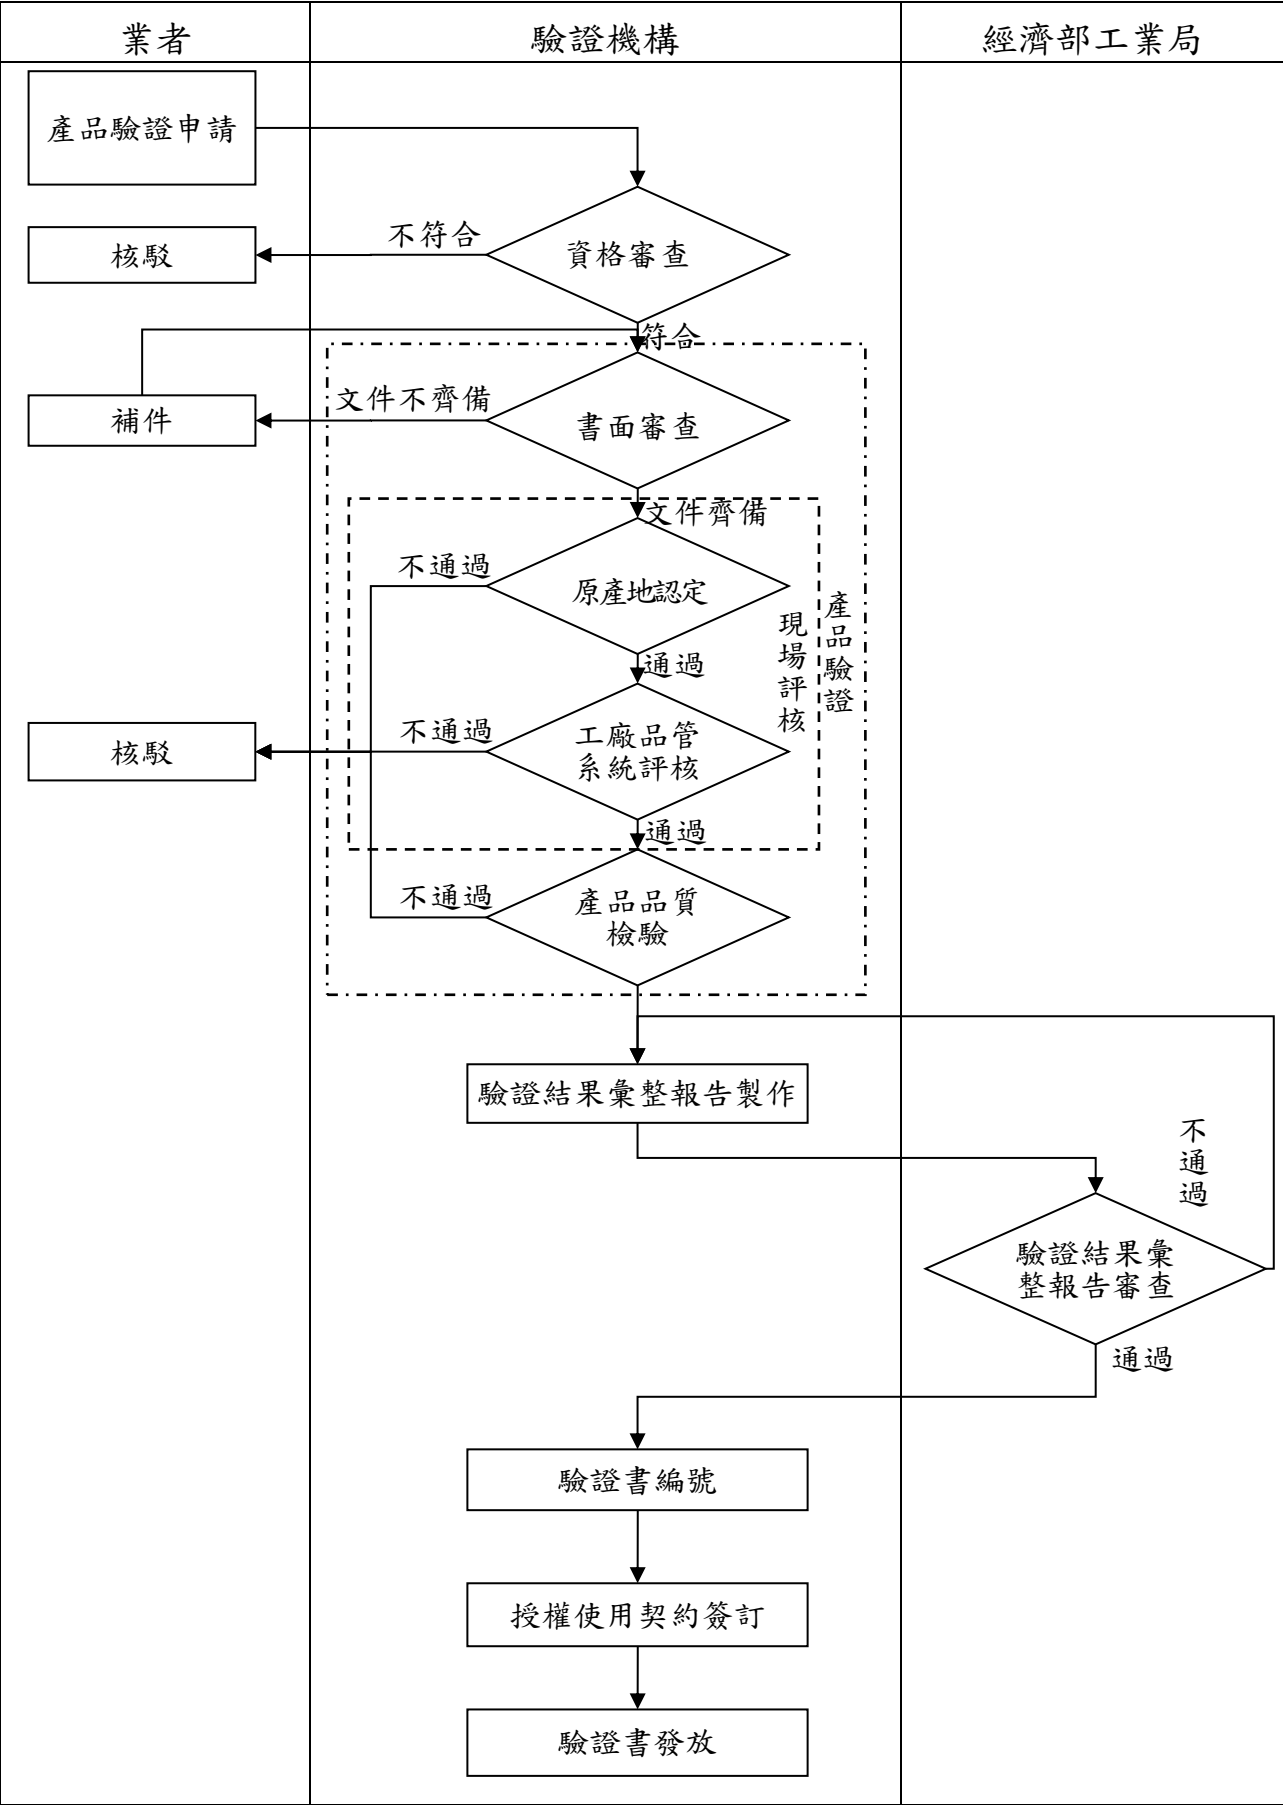 業者
驗證機構
經濟部工業局
產品驗證申請
不符合
核駁
資格審查
符合
文件不齊備
補件
書面審查
文件齊備
不通過
原產地認定
現場評核
產品驗證
通過
不通過
核駁
工廠品管
系統評核
通過
不通過
產品品質
檢驗
驗證結果彙整報告製作
不通過
驗證結果彙
整報告審查
通過
驗證書編號
授權使用契約簽訂
驗證書發放